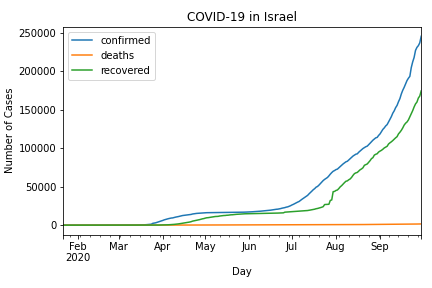 COVID-19 in Israel
confirmed
deaths
recovered
Number of Cases
250000
200000
150000
100000
50000
0
Feb Mar Apr May Jun Jul Aug Sep
2020
Day